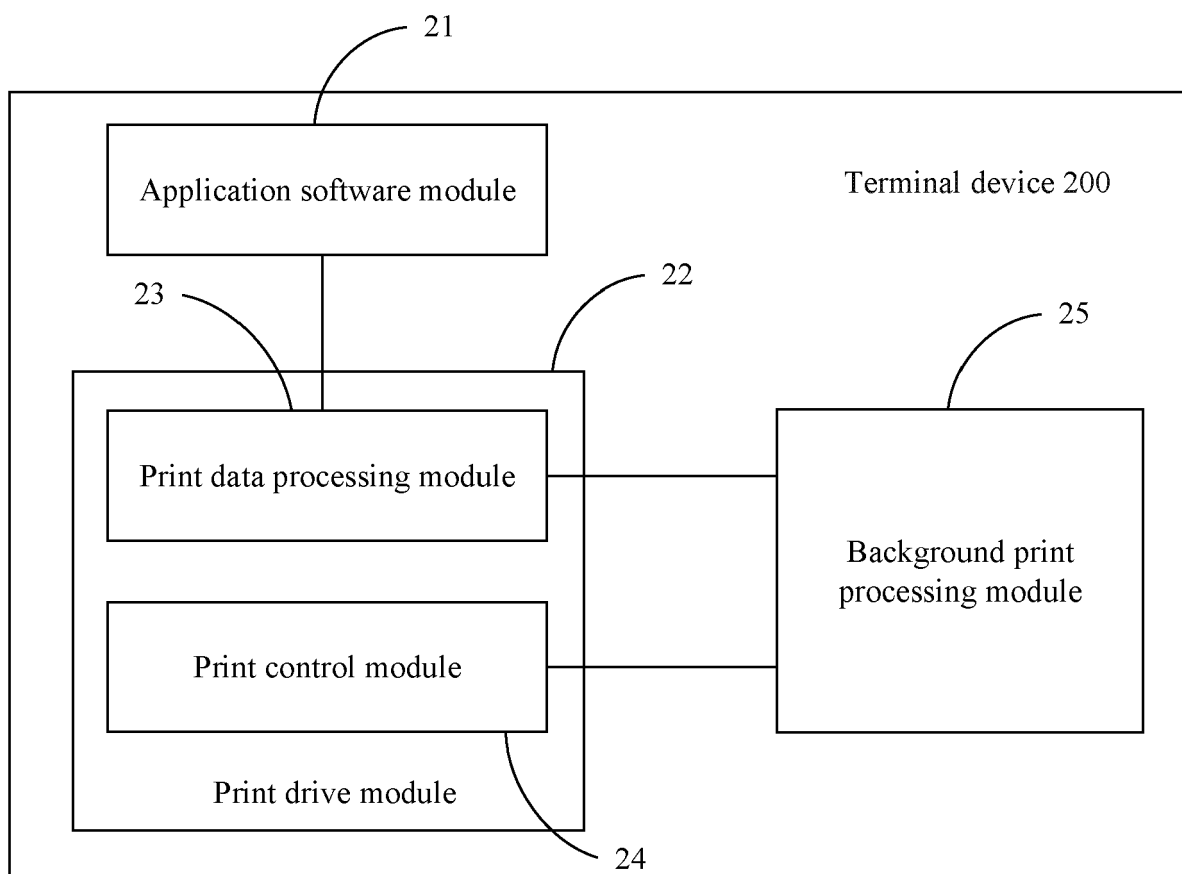 21
Application software module
Terminal device 200
22
23
25
Print data processing module
Background print
processing module
Print control module
Print drive module
24